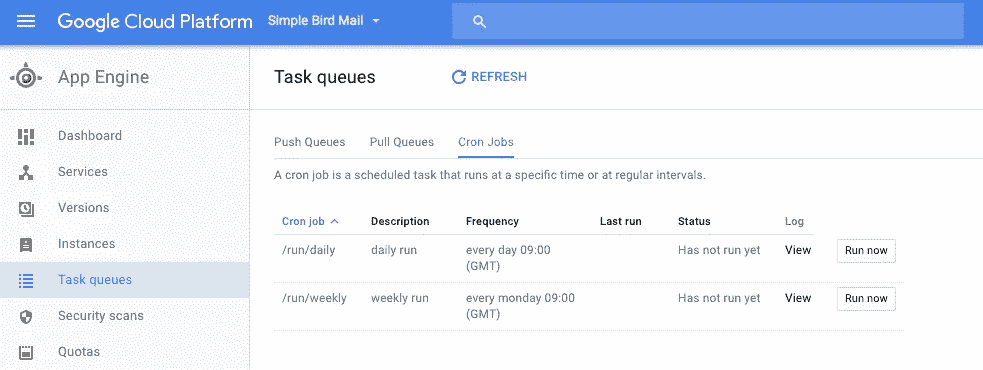 Google Cloud Platform Simple Bird Mail
App Engine
Task queues REFRESH
Dashboard
Services
Versions
Instances
Task queues
Security scans
Quotas
Push Queues Pull Queues Cron Jobs
A cron job is a scheduled task that runs at a specific time or at regular intervals.
Cron job Description Frequency Last run Status Log
/run/daily daily run every day 09:00 Has not run yet View Run now
(GMT)
/run/weekly weekly run every monday 09:00 Has not run yet View Run now
(GMT)